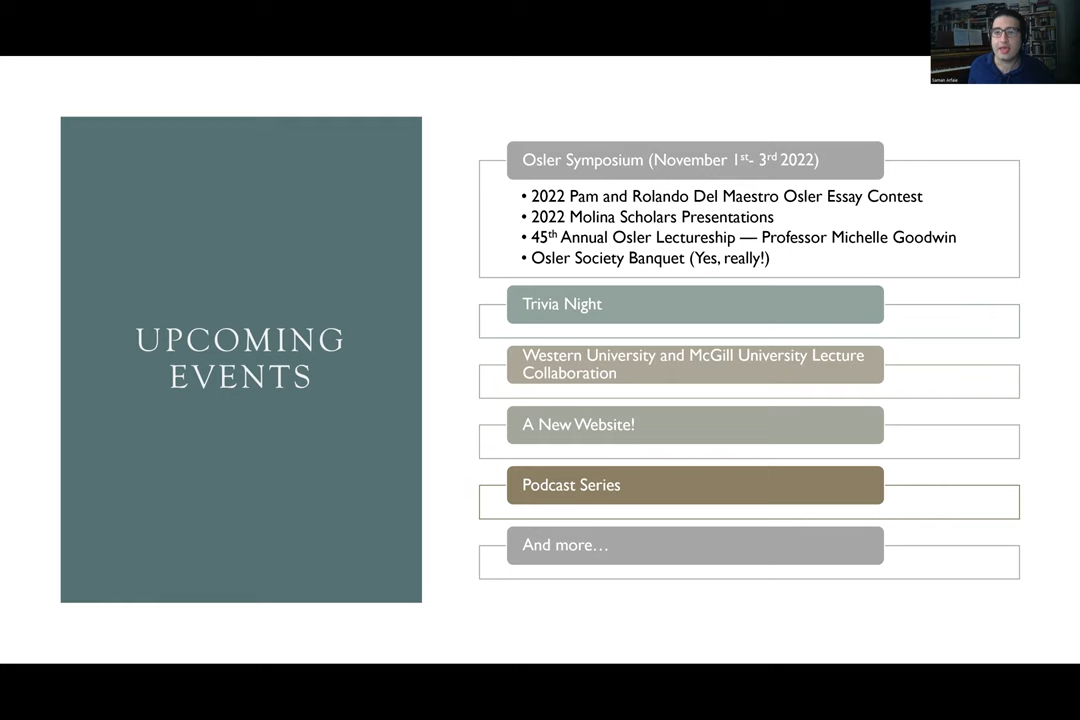 UPCOMING
EVENTS
Osler Symposium (November 1st- 3rd 2022)
• 2022 Pam and Rolando Del Maestro Osler Essay Contest
• 2022 Molina Scholars Presentations
• 45th Annual Osler Lectureship — Professor Michelle Goodwin
• Osler Society Banquet (Yes, really!)
Trivia Night
Western University and McGill University Lecture
Collaboration
A New Website!
Podcast Series
And more…
Saman Arfaie